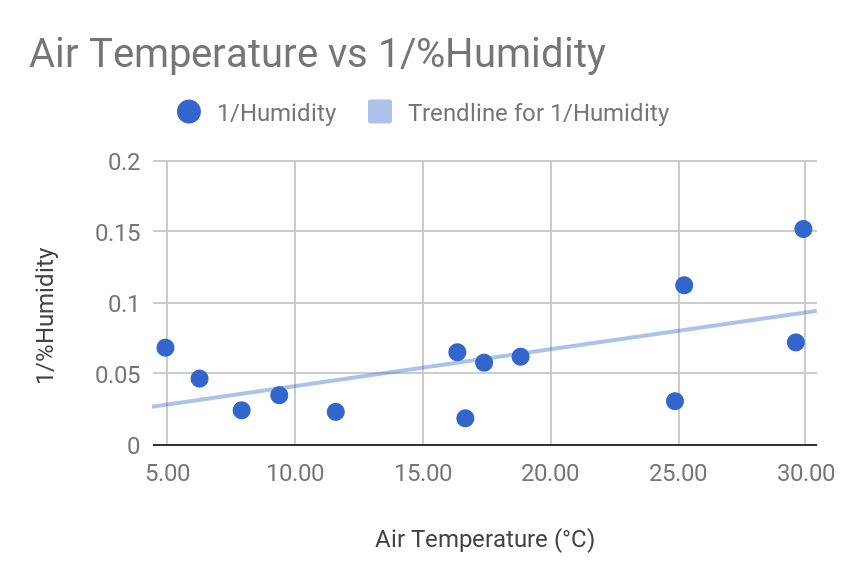 Air Temperature vs 1/%Humidity
1/Humidity Trendline for 1/Humidity
0.2
0.15
0.1
0.05
0
1/%Humidity
5.00 10.00 15.00 20.00 25.00 30.00
Air Temperature (°C)